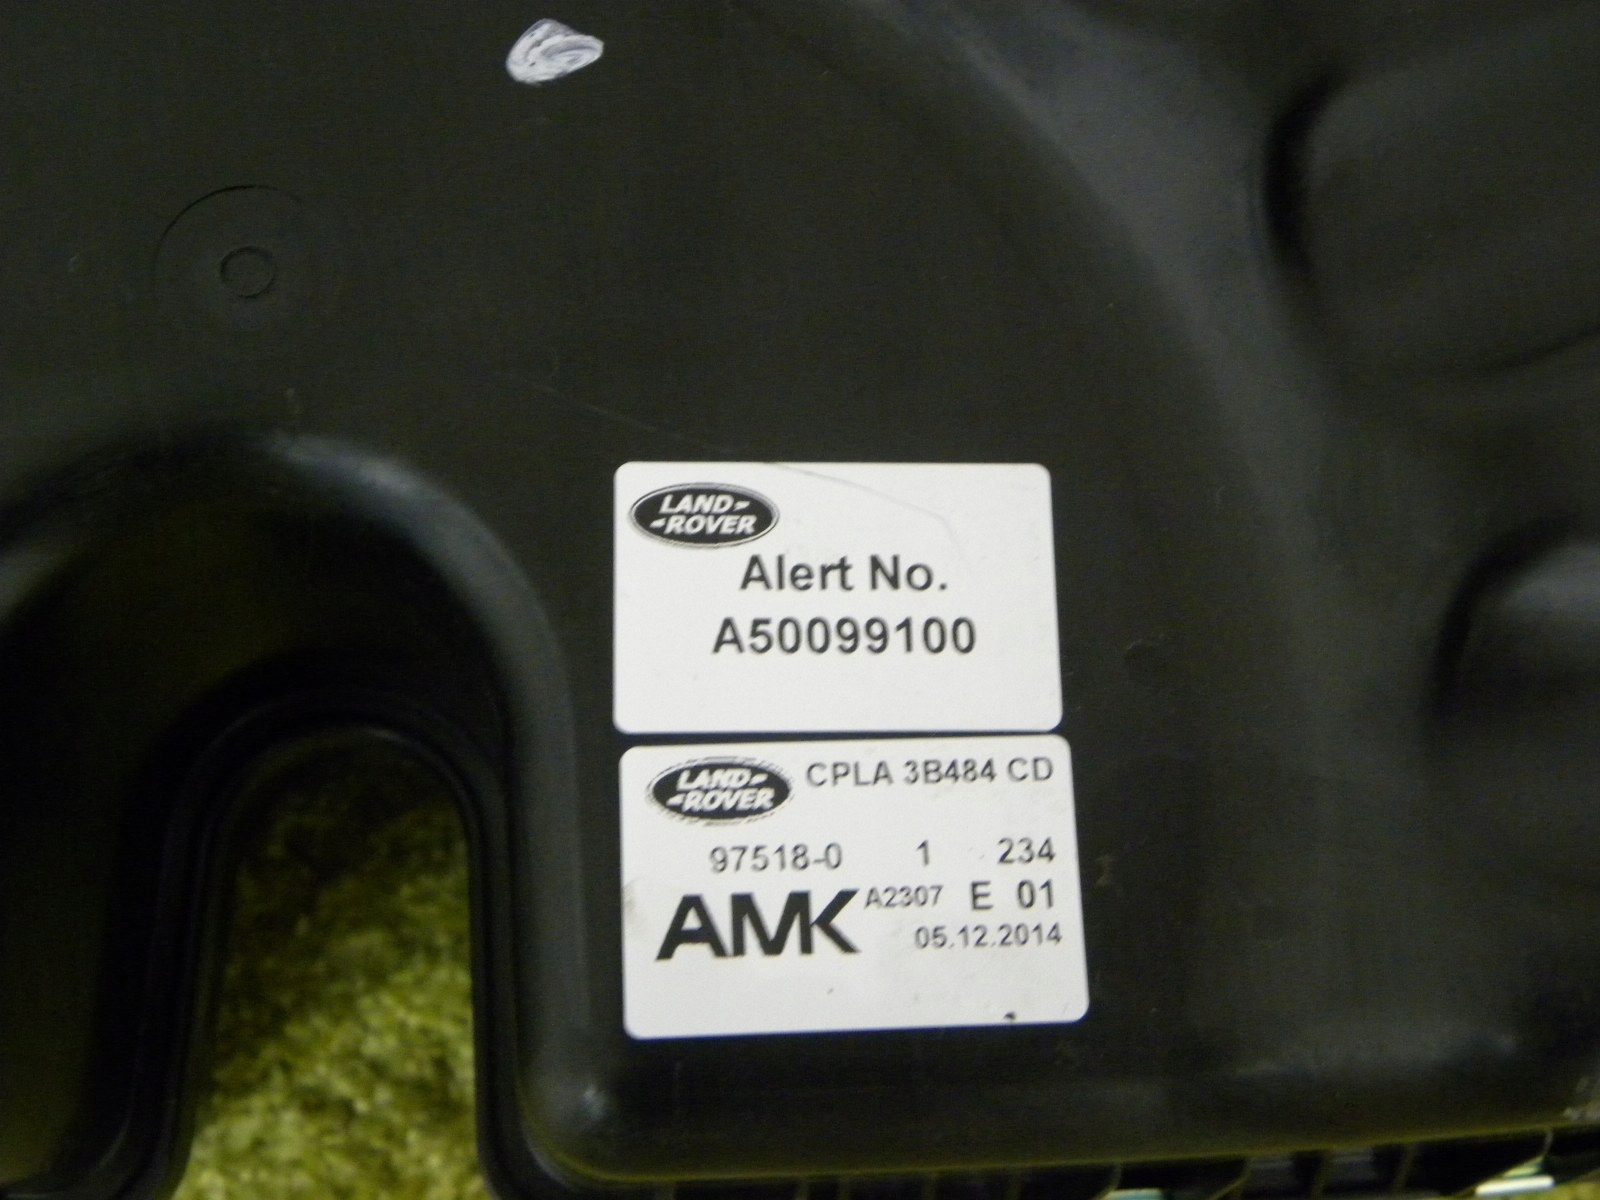 LAND-
-ROVER
Alert No.
A50099100
LAND-
-ROVER
CPLA 3B484 CD
97518-0 1 234
AMK A2307 E 01
05.12.2014